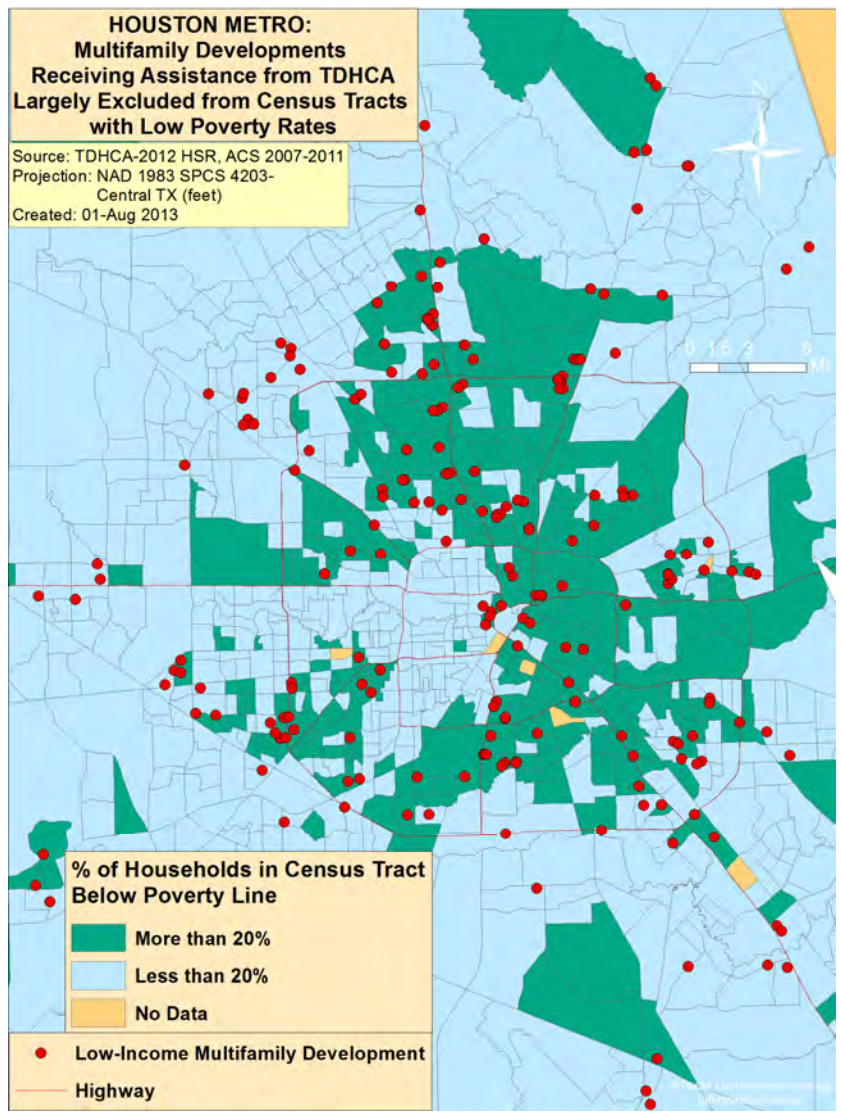 HOUSTON METRO:
Multifamily Developments
Receiving Assistance from TDHCA
Largely Excluded from Census Tracts
with Low Poverty Rates
Source: TDHCA-2012 HSR, ACS 2007-2011
Projection: NAD 1983 SPCS 4203-
Central TX (feet)
Created: 01-Aug 2013
N
0 1.5 3 6
Mi
% of Households in Census Tract
Below Poverty Line
More than 20%
Less than 20%
No Data
Low-Income Multifamily Development
Highway